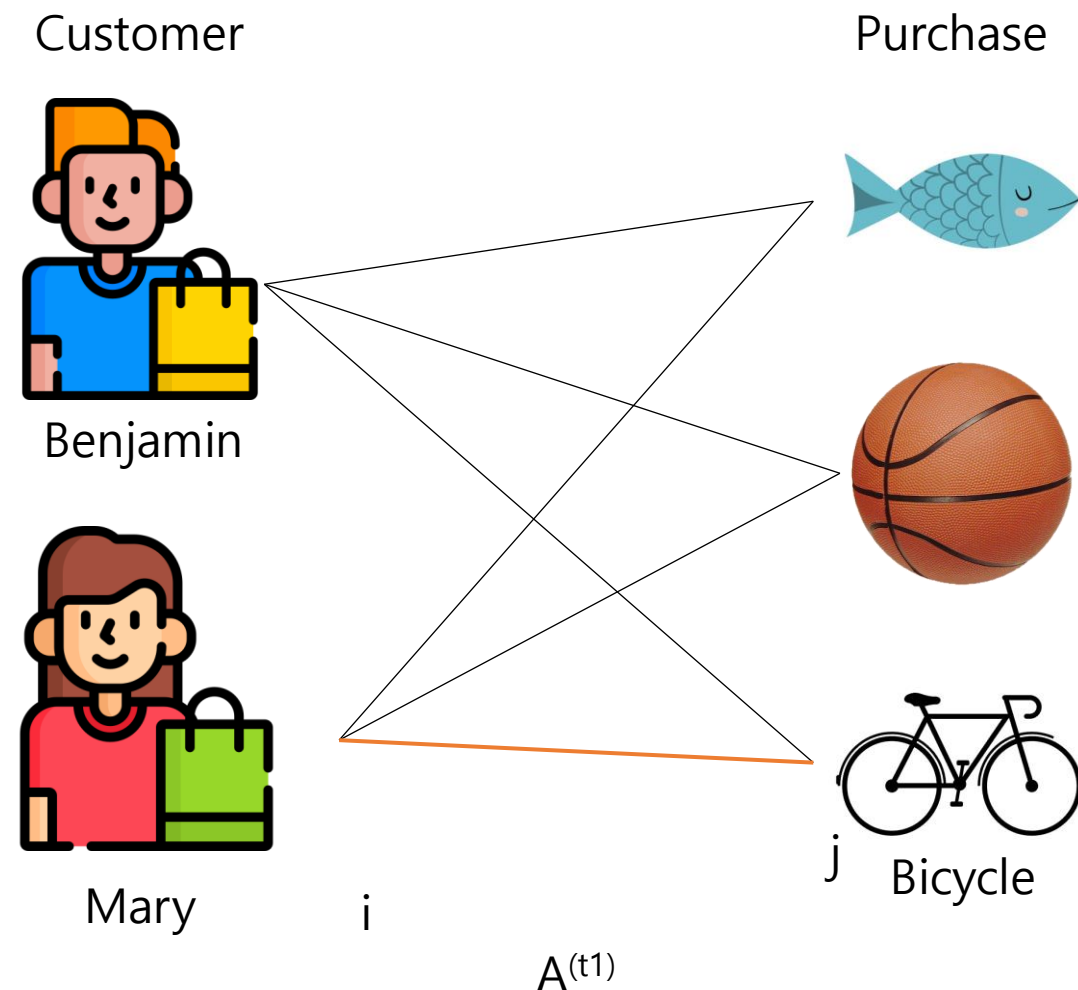 Customer
Purchase
Benjamin
Mary
i
j
Bicycle
A(t1)